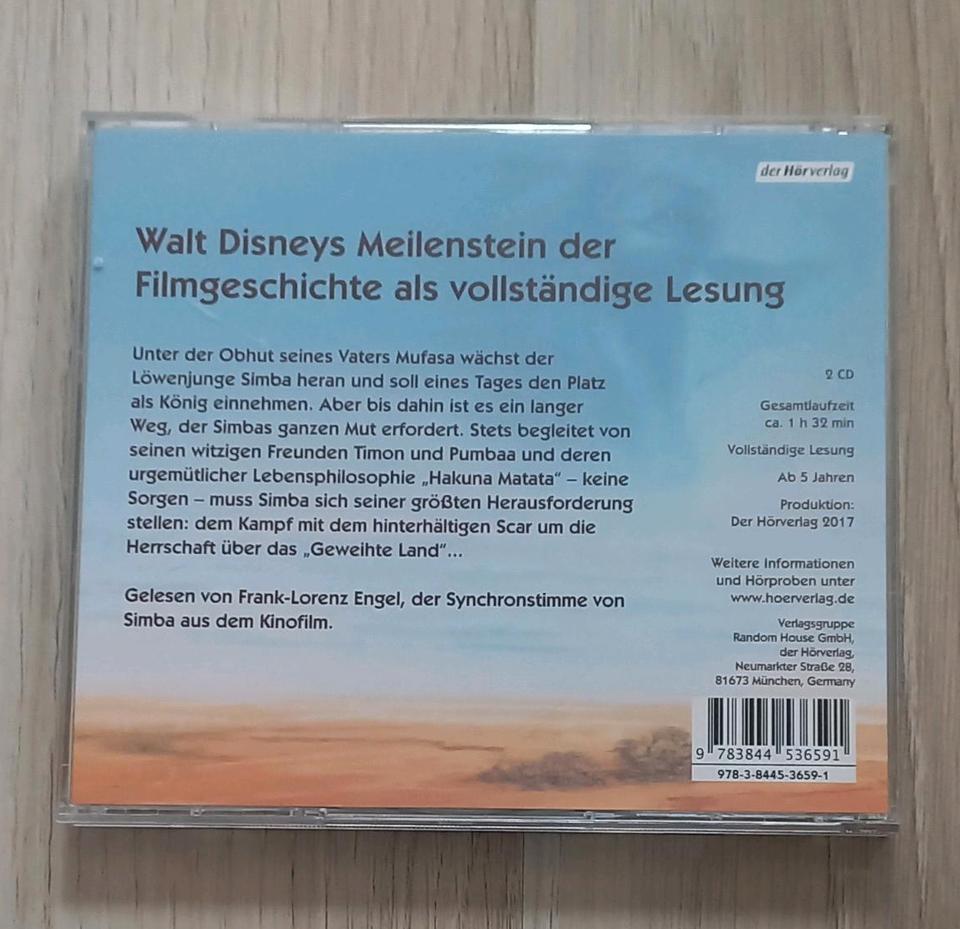 der Hörverlag
Walt Disneys Meilenstein der
Filmgeschichte als vollständige Lesung
Unter der Obhut seines Vaters Mufasa wächst der
Löwenjunge Simba heran und soll eines Tages den Platz
als König einnehmen. Aber bis dahin ist es ein langer
Weg, der Simbas ganzen Mut erfordert. Stets begleitet von
seinen witzigen Freunden Timon und Pumbaa und deren
urgemütlicher Lebensphilosophie „Hakuna Matata“ – keine
Sorgen – muss Simba sich seiner größten Herausforderung
stellen: dem Kampf mit dem hinterhältigen Scar um die
Herrschaft über das „Geweihte Land“...
Gelesen von Frank-Lorenz Engel, der Synchronstimme von
Simba aus dem Kinofilm.
2 CD
Gesamtlaufzeit
ca. 1 h 32 min
Vollständige Lesung
Ab 5 Jahren
Produktion:
Der Hörverlag 2017
Weitere Informationen
und Hörproben unter
www.hoerverlag.de
Verlagsgruppe
Random House GmbH,
der Hörverlag,
Neumarkter Straße 28,
81673 München, Germany
9 783844 536591
978-3-8445-3659-1